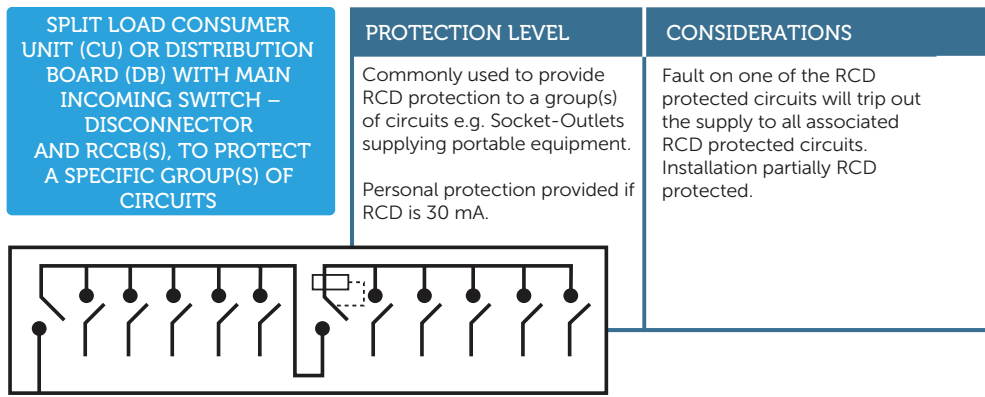 SPLIT LOAD CONSUMER
UNIT (CU) OR DISTRIBUTION
BOARD (DB) WITH MAIN
INCOMING SWITCH –
DISCONNECTOR
AND RCCB(S), TO PROTECT
A SPECIFIC GROUP(S) OF
CIRCUITS
PROTECTION LEVEL
Commonly used to provide
RCD protection to a group(s)
of circuits e.g. Socket-Outlets
supplying portable equipment.
Personal protection provided if
RCD is 30 mA.
CONSIDERATIONS
Fault on one of the RCD
protected circuits will trip out
the supply to all associated
RCD protected circuits.
Installation partially RCD
protected.